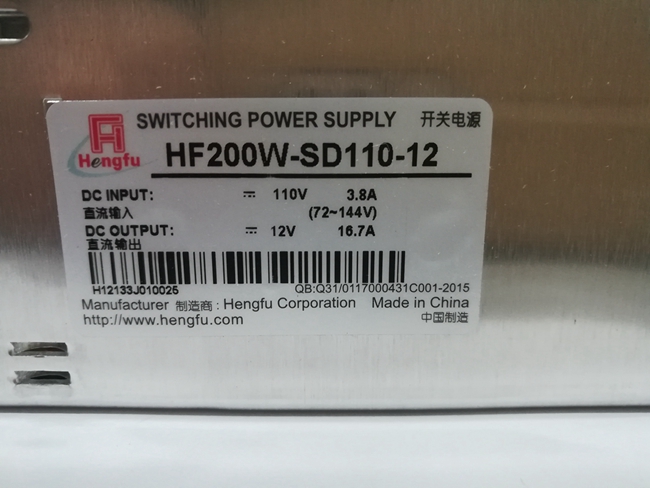 Hengfu
SWITCHING POWER SUPPLY 开关电源
HF200W-SD110-12
DC INPUT: ⎓ 110V 3.8A
直流输入 (72~144V)
DC OUTPUT: ⎓ 12V 16.7A
直流输出
H12133J010025 QB:Q31/0117000431C001-2015
Manufacturer 制造商: Hengfu Corporation Made in China
http://www.hengfu.com 中国制造